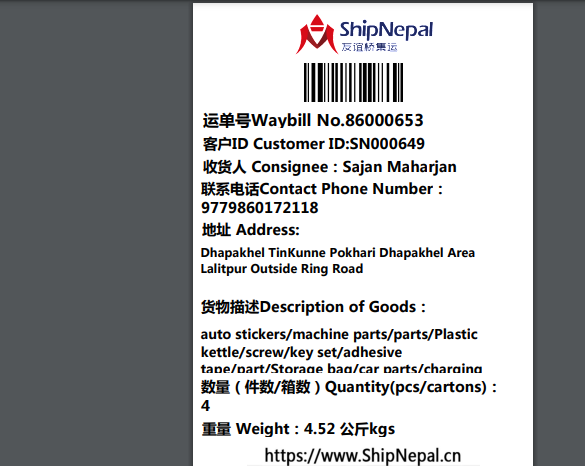 ShipNepal
友谊桥集运
运单号Waybill No.86000653
客户ID Customer ID:SN000649
收货人 Consignee：Sajan Maharjan
联系电话Contact Phone Number：
9779860172118
地址 Address:
Dhapakhel TinKunne Pokhari Dhapakhel Area
Lalitpur Outside Ring Road
货物描述Description of Goods：
auto stickers/machine parts/parts/Plastic
kettle/screw/key set/adhesive
tape/part/Storage bag/car parts/charging
数量（件数/箱数）Quantity(pcs/cartons)：
4
重量 Weight：4.52 公斤kgs
https://www.ShipNepal.cn